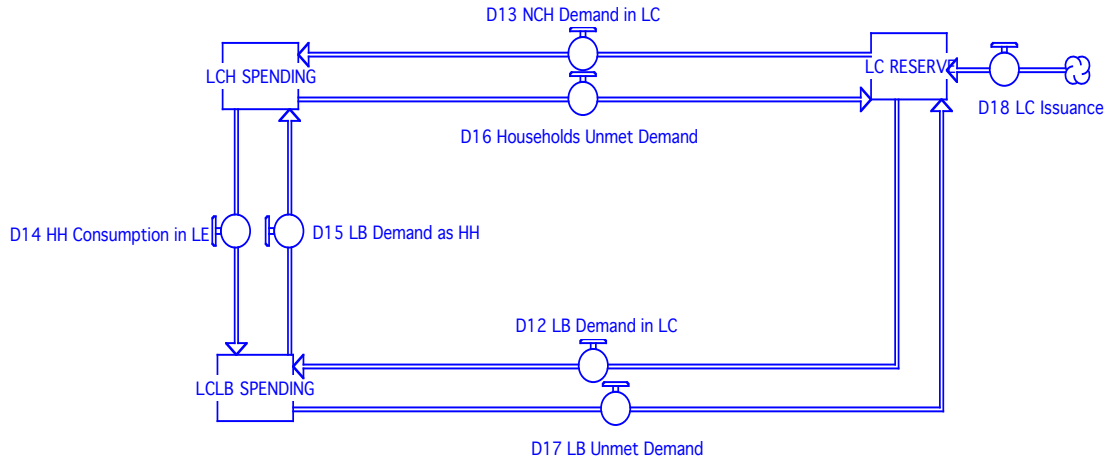 D13 NCH Demand in LC
LCH SPENDING
LC RESERVE
D18 LC Issuance
D16 Households Unmet Demand
D14 HH Consumption in LE
D15 LB Demand as HH
D12 LB Demand in LC
LCLB SPENDING
D17 LB Unmet Demand